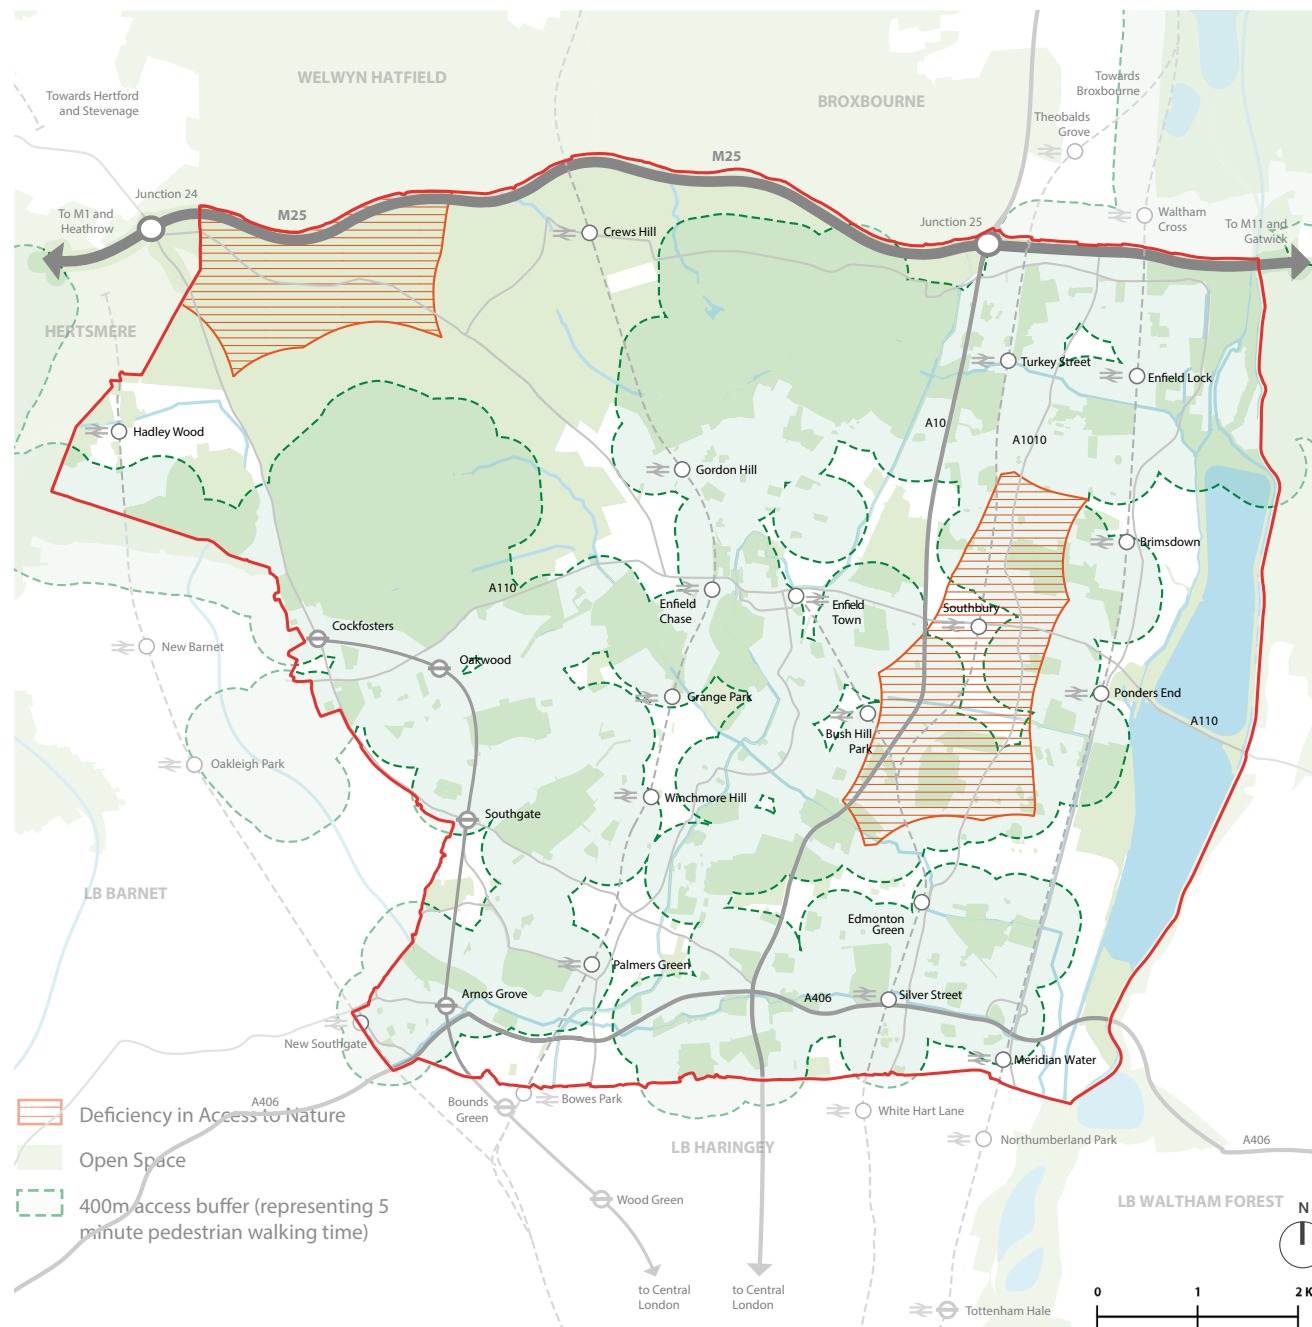 WELWYN HATFIELD
BROXBOURNE
Towards Hertford
and Stevenage
Towards
Broxbourne
Theobalds
Grove
M25
Junction 24
To M1 and
Heathrow
M25
Crews Hill
Junction 25
Waltham
Cross
To M11 and
Gatwick
HERTSMERE
Turkey Street
Enfield Lock
Hadley Wood
A10
A1010
Gordon Hill
Brimsdown
A110
Enfield
Chase
Enfield
Town
Southbury
Cockfosters
New Barnet
Oakwood
Grange Park
Ponders End
A110
Bush Hill
Park
Oakleigh Park
Winchmore Hill
Southgate
LB BARNET
Edmonton
Green
Palmers Green
Arnos Grove
A406
Silver Street
New Southgate
Meridian Water
A406
Bounds
Green
Bowes Park
White Hart Lane
LB HARINGEY
Northumberland Park
A406
Wood Green
LB WALTHAM FOREST
to Central
London
to Central
London
Tottenham Hale
Deficiency in Access to Nature
Open Space
400m access buffer (representing 5
minute pedestrian walking time)
N
0 1 2 K